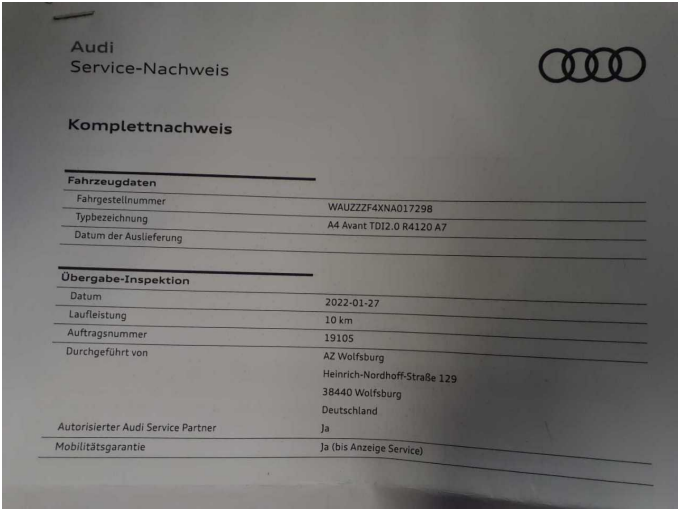 Audi
Service-Nachweis
Komplettnachweis
Fahrzeugdaten
Fahrgestellnummer WAUZZZF4XNA017298
Typbezeichnung A4 Avant TDI2.0 R4120 A7
Datum der Auslieferung
Übergabe-Inspektion
Datum 2022-01-27
Laufleistung 10 km
Auftragsnummer 19105
Durchgeführt von AZ Wolfsburg
Heinrich-Nordhoff-Straße 129
38440 Wolfsburg
Deutschland
Autorisierter Audi Service Partner Ja
Mobilitätsgarantie Ja (bis Anzeige Service)